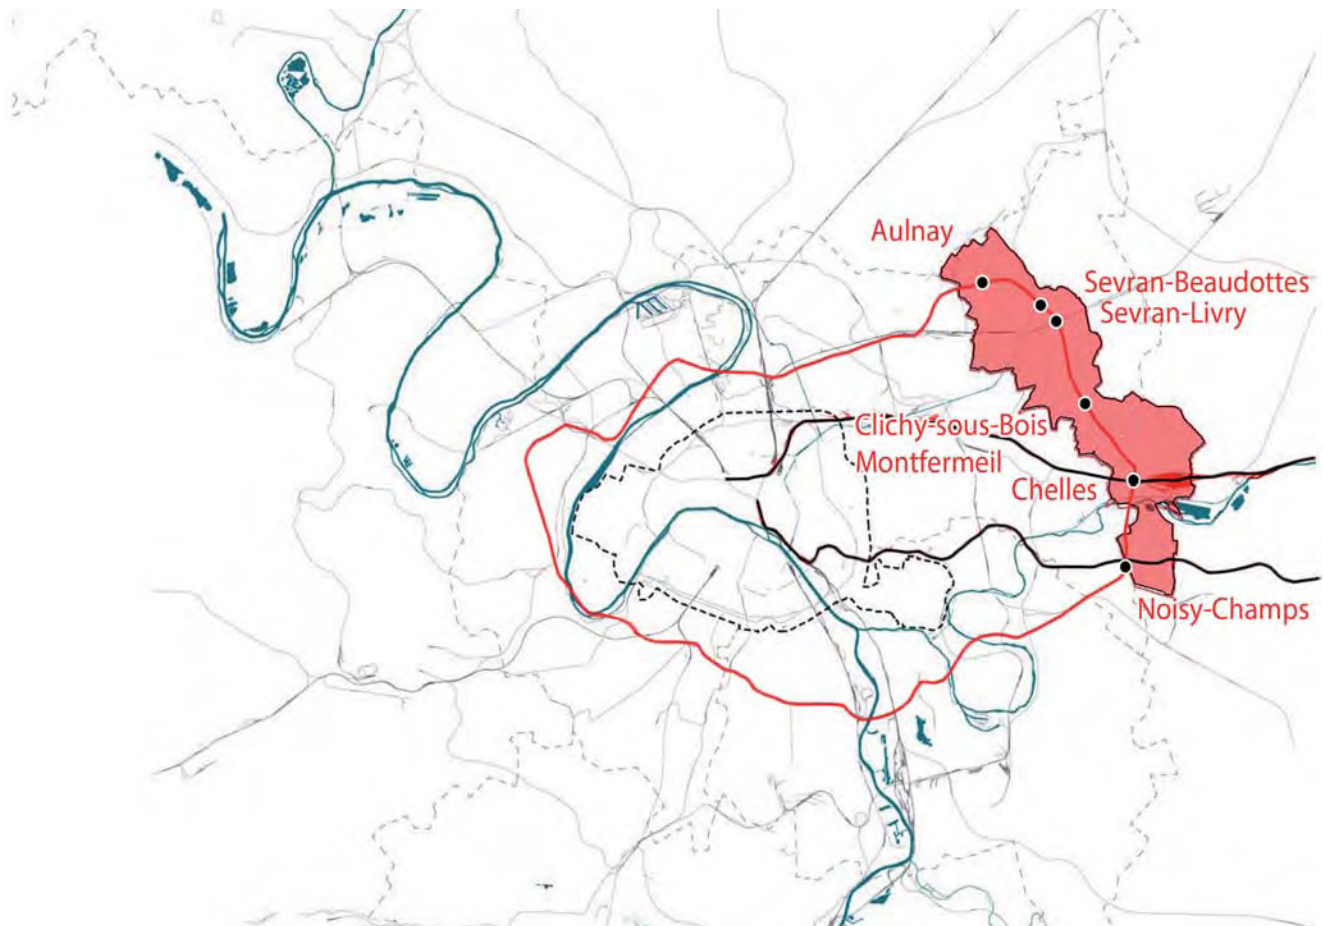 Aulnay
Sevran-Beaudottes
Sevran-Livry
Clichy-sous-Bois
Montfermeil
Chelles
Noisy-Champs